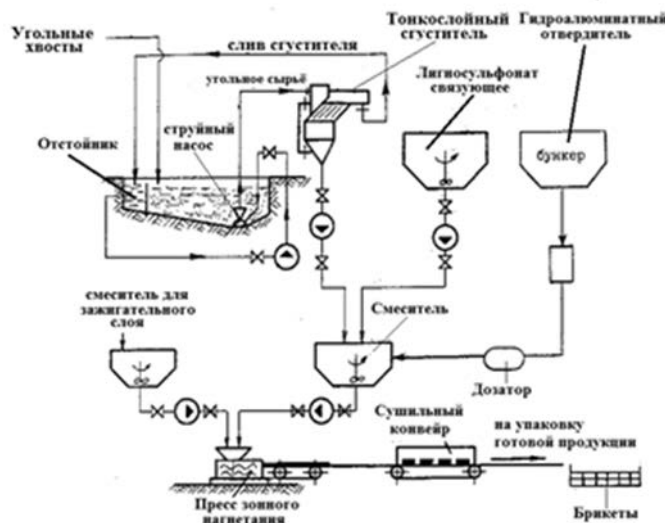 Угольные
хвосты
слив сгустителя
Тонкослойный
сгуститель
Гидроалюминатный
отвердитель
угольное сырьё
Лигносульфонат
связующее
струйный
насос
Отстойник
бункер
смеситель для
зажигательного
слоя
Смеситель
Дозатор
Сушильный
конвейр
на упаковку
готовой продукции
Пресс зонного
нагнетания
Брикеты